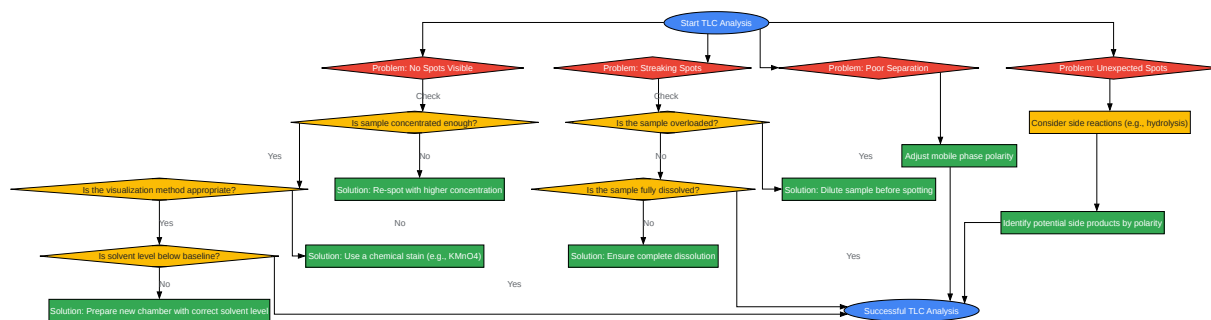 Start TLC Analysis
Problem: No Spots Visible
Problem: Streaking Spots
Problem: Poor Separation
Problem: Unexpected Spots
Check
Check
Is sample concentrated enough?
Is the sample overloaded?
Consider side reactions (e.g., hydrolysis)
Yes
No
No
Yes
Adjust mobile phase polarity
Is the visualization method appropriate?
Solution: Re-spot with higher concentration
Is the sample fully dissolved?
Solution: Dilute sample before spotting
Yes
No
No
Identify potential side products by polarity
Is solvent level below baseline?
Solution: Use a chemical stain (e.g., KMnO4)
Solution: Ensure complete dissolution
Yes
No
Yes
Solution: Prepare new chamber with correct solvent level
Successful TLC Analysis